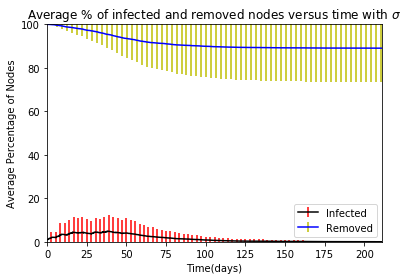 Average % of infected and removed nodes versus time with σ
100
80
60
40
20
0
Average Percentage of Nodes
Infected
Removed
0 25 50 75 100 125 150 175 200
Time(days)